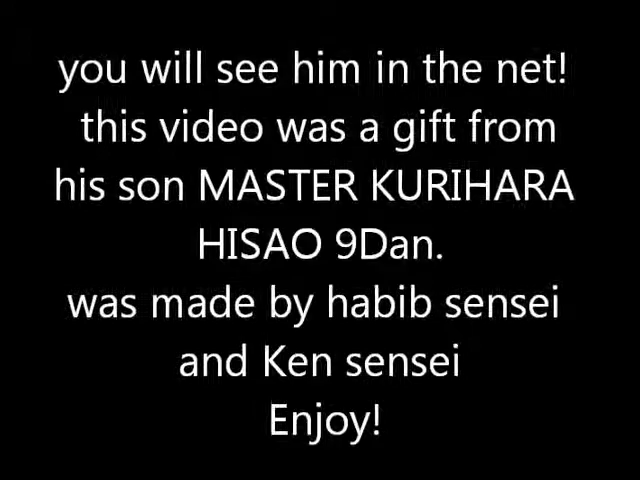 you will see him in the net!
this video was a gift from
his son MASTER KURIHARA
HISAO 9Dan.
was made by habib sensei
and Ken sensei
Enjoy!